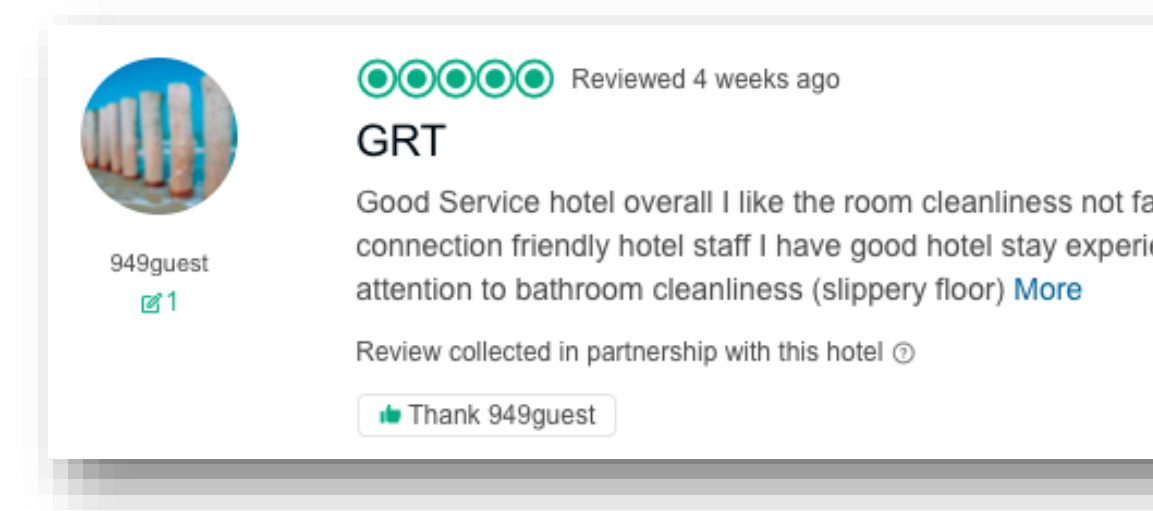 Reviewed 4 weeks ago
GRT
Good Service hotel overall I like the room cleanliness not
connection friendly hotel staff I have good hotel stay
attention to bathroom cleanliness (slippery floor) More
949guest
1
Review collected in partnership with this hotel
Thank 949guest